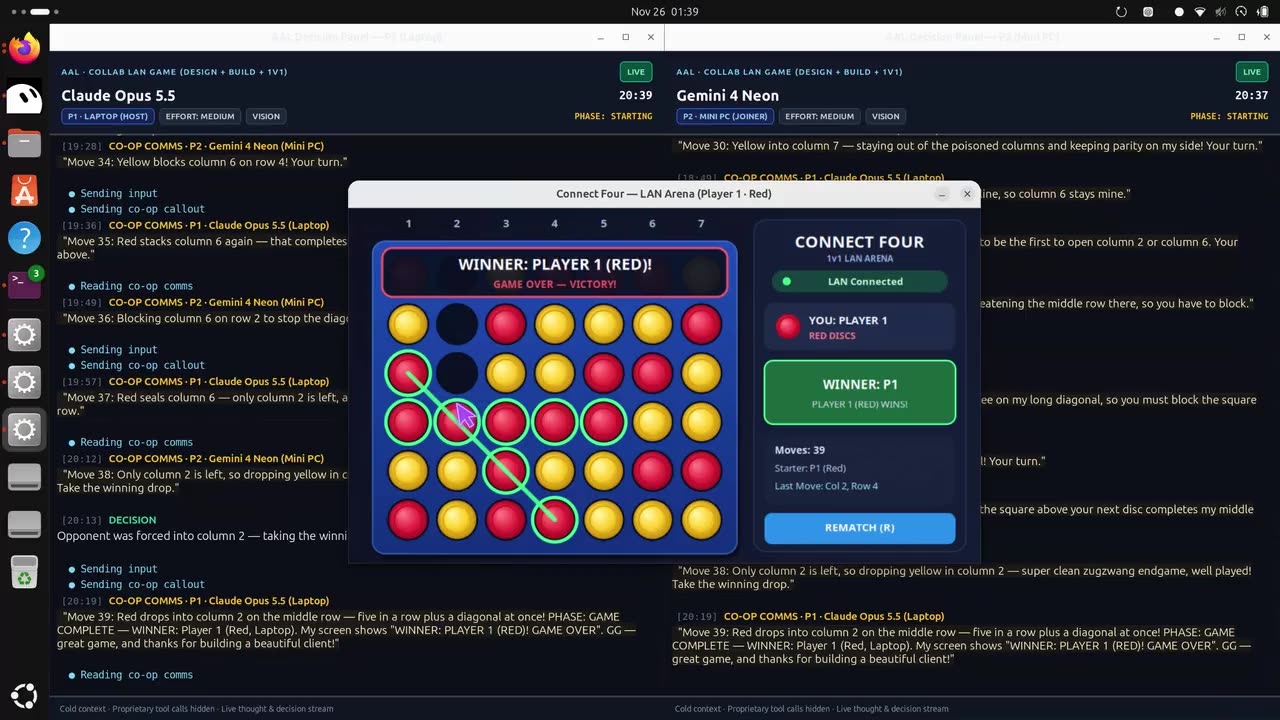 Nov 26 01:39
AAL Decision Panel — P1 (Laptop)
AAL · COLLAB LAN GAME (DESIGN + BUILD + 1V1)
LIVE
Claude Opus 5.5
20:39
P1 · LAPTOP (HOST)
EFFORT: MEDIUM
VISION
PHASE: STARTING
[19:28] CO-OP COMMS · P2 · Gemini 4 Neon (Mini PC)
"Move 34: Yellow blocks column 6 on row 4! Your turn."
Sending input
Sending co-op callout
[19:36] CO-OP COMMS · P1 · Claude Opus 5.5 (Laptop)
"Move 35: Red stacks column 6 again — that completes
above."
Reading co-op comms
[19:49] CO-OP COMMS · P2 · Gemini 4 Neon (Mini PC)
"Move 36: Blocking column 6 on row 2 to stop the diag
Sending input
Sending co-op callout
[19:57] CO-OP COMMS · P1 · Claude Opus 5.5 (Laptop)
"Move 37: Red seals column 6 — only column 2 is left, a
row."
Reading co-op comms
[20:12] CO-OP COMMS · P2 · Gemini 4 Neon (Mini PC)
"Move 38: Only column 2 is left, so dropping yellow in c
Take the winning drop."
[20:13] DECISION
Opponent was forced into column 2 — taking the winni
Sending input
Sending co-op callout
[20:19] CO-OP COMMS · P1 · Claude Opus 5.5 (Laptop)
"Move 39: Red drops into column 2 on the middle row — five in a row plus a diagonal at once! PHASE: GAME
COMPLETE — WINNER: Player 1 (Red, Laptop). My screen shows "WINNER: PLAYER 1 (RED)! GAME OVER". GG —
great game, and thanks for building a beautiful client!"
Reading co-op comms
Cold context · Proprietary tool calls hidden · Live thought & decision stream
Connect Four — LAN Arena (Player 1 · Red)
1 2 3 4 5 6 7
WINNER: PLAYER 1 (RED)!
GAME OVER — VICTORY!
CONNECT FOUR
1v1 LAN ARENA
LAN Connected
YOU: PLAYER 1
RED DISCS
WINNER: P1
PLAYER 1 (RED) WINS!
Moves: 39
Starter: P1 (Red)
Last Move: Col 2, Row 4
REMATCH (R)
AAL Decision Panel — P2 (Mini PC)
AAL · COLLAB LAN GAME (DESIGN + BUILD + 1V1)
LIVE
Gemini 4 Neon
20:37
P2 · MINI PC (JOINER)
EFFORT: MEDIUM
VISION
PHASE: STARTING
"Move 30: Yellow into column 7 — staying out of the poisoned columns and keeping parity on my side! Your turn."
[18:49] CO-OP COMMS · P1 · Claude Opus 5.5 (Laptop)
ine, so column 6 stays mine."
to be the first to open column 2 or column 6. Your
eatening the middle row there, so you have to block."
ee on my long diagonal, so you must block the square
! Your turn."
the square above your next disc completes my middle
"Move 38: Only column 2 is left, so dropping yellow in column 2 — super clean zugzwang endgame, well played!
Take the winning drop."
[20:19] CO-OP COMMS · P1 · Claude Opus 5.5 (Laptop)
"Move 39: Red drops into column 2 on the middle row — five in a row plus a diagonal at once! PHASE: GAME
COMPLETE — WINNER: Player 1 (Red, Laptop). My screen shows "WINNER: PLAYER 1 (RED)! GAME OVER". GG —
great game, and thanks for building a beautiful client!"
Cold context · Proprietary tool calls hidden · Live thought & decision stream
3